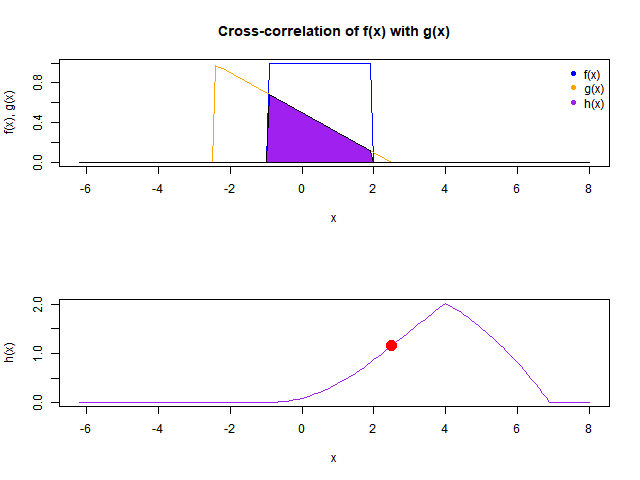 Cross-correlation of f(x) with g(x)
f(x), g(x)
0.8
0.4
0.0
f(x)
g(x)
h(x)
-6 -4 -2 0 2 4 6 8
x
h(x)
2.0
1.0
0.0
-6 -4 -2 0 2 4 6 8
x